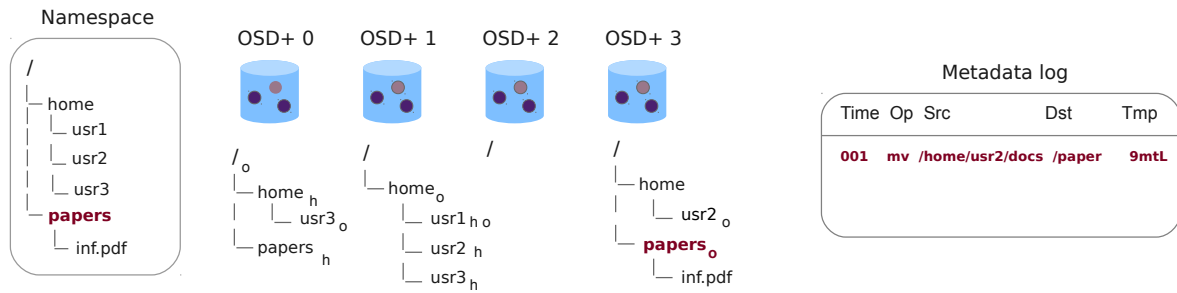 Namespace
/
home
usr1
usr2
usr3
papers
inf.pdf
OSD+ 0
/o
home h
usr3 o
papers h
OSD+ 1
/
home o
usr1 h o
usr2 h
usr3 h
OSD+ 2
/
OSD+ 3
/
home
usr2 o
papers o
inf.pdf
Metadata log
Time Op Src Dst Tmp
001 mv /home/usr2/docs /paper 9mtL